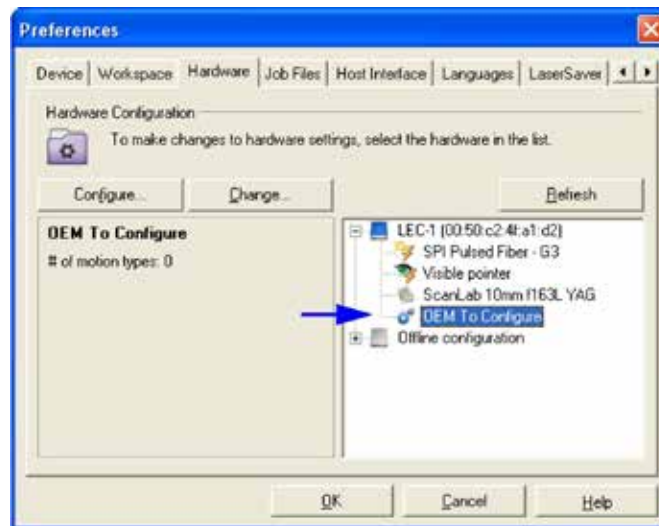 Preferences
Device Workspace Hardware Job Files Host Interface Languages LaserSaver
Hardware Configuration
To make changes to hardware settings, select the hardware in the list.
Configure... Change... Refresh
OEM To Configure
# of motion types: 0
LEC-1 (00:50:c2:4f:a1:d2)
SPI Pulsed Fiber - G3
Visible pointer
ScanLab 10mm f163L YAG
OEM To Configure
Offline configuration
OK Cancel Help